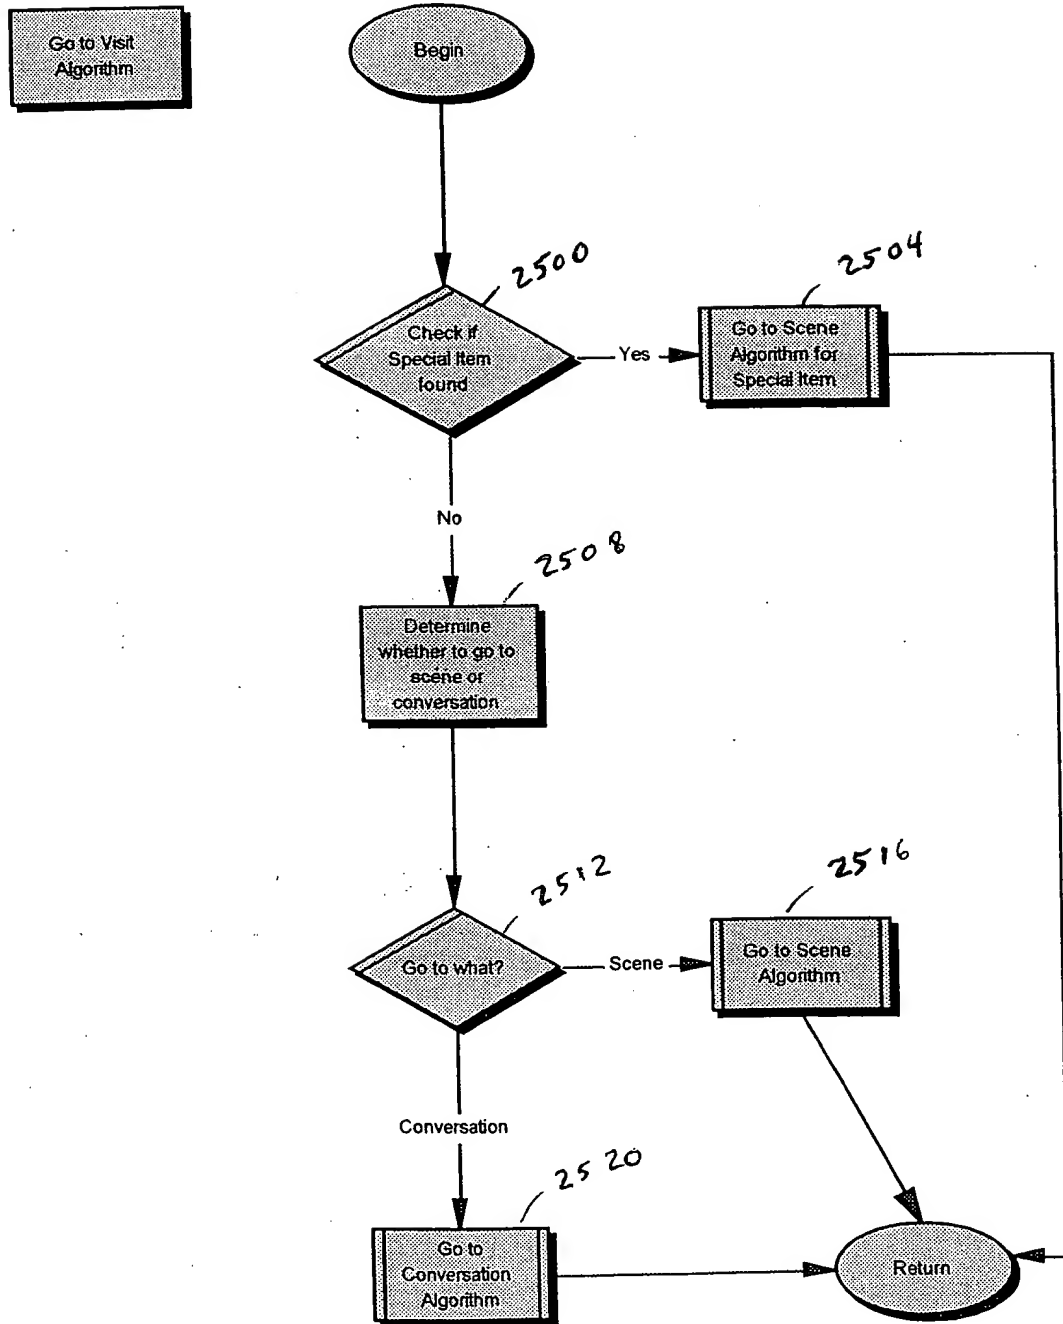 Go to Visit
Algorithm
Begin
2500
2504
Check if
Special Item
found
Yes
Go to Scene
Algorithm for
Special Item
No
2508
Determine
whether to go to
scene or
conversation
2512
2516
Go to what?
Scene
Go to Scene
Algorithm
Conversation
2520
Go to
Conversation
Algorithm
Return